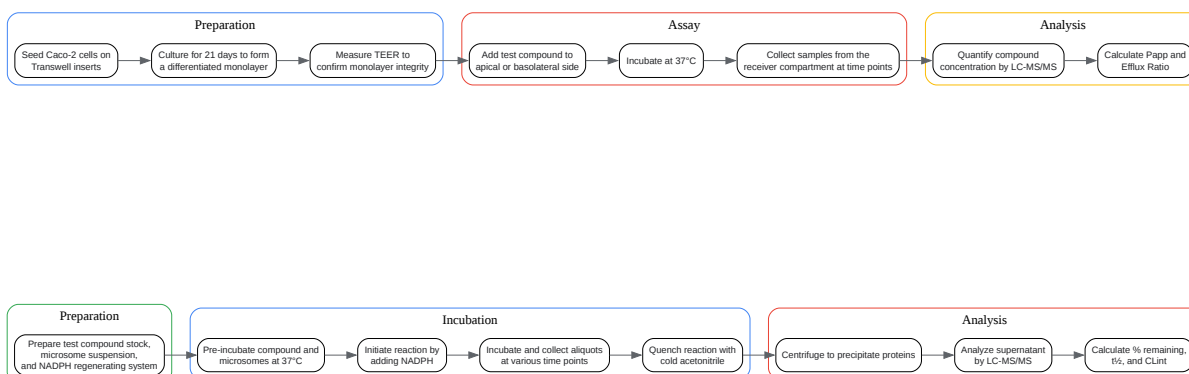 Preparation
Seed Caco-2 cells on
Transwell inserts
Culture for 21 days to form
a differentiated monolayer
Measure TEER to
confirm monolayer integrity
Assay
Add test compound to
apical or basolateral side
Incubate at 37°C
Collect samples from the
receiver compartment at time points
Analysis
Quantify compound
concentration by LC-MS/MS
Calculate Papp and
Efflux Ratio
Preparation
Prepare test compound stock,
microsome suspension,
and NADPH regenerating system
Incubation
Pre-incubate compound and
microsomes at 37°C
Initiate reaction by
adding NADPH
Incubate and collect aliquots
at various time points
Quench reaction with
cold acetonitrile
Analysis
Centrifuge to precipitate proteins
Analyze supernatant
by LC-MS/MS
Calculate % remaining,
t½, and CLint